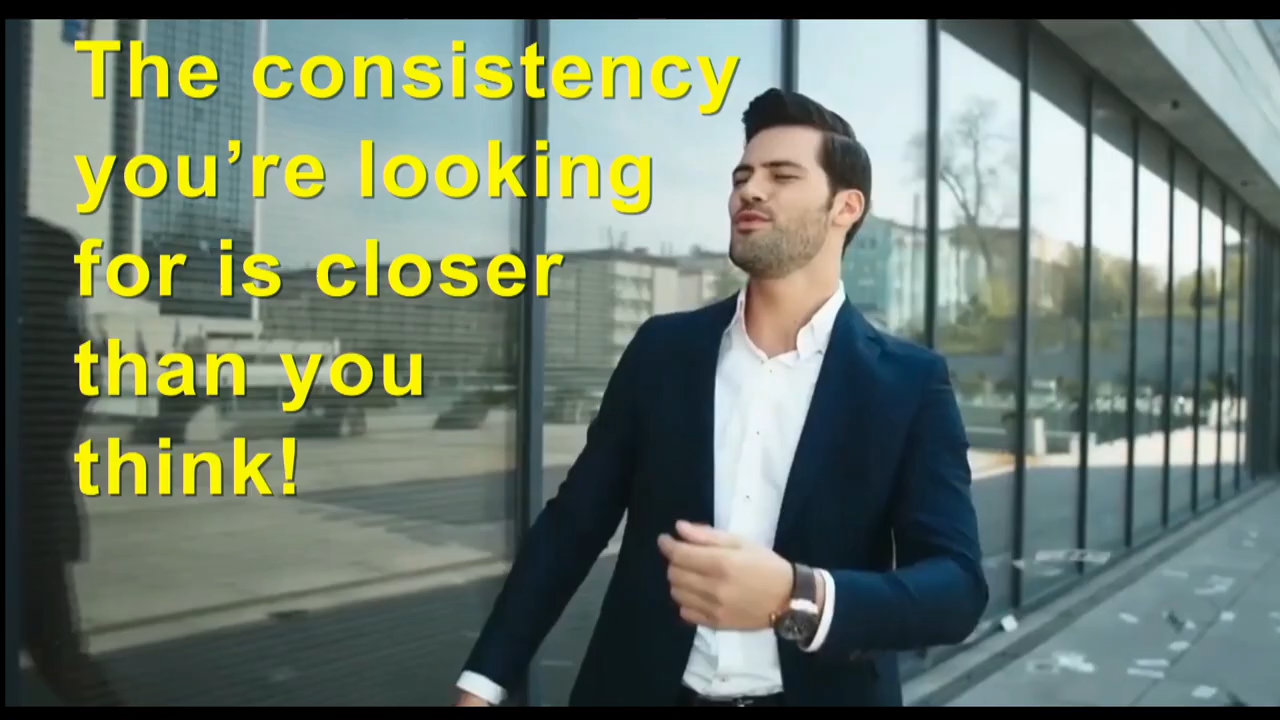 The consistency
you’re looking
for is closer
than you
think!